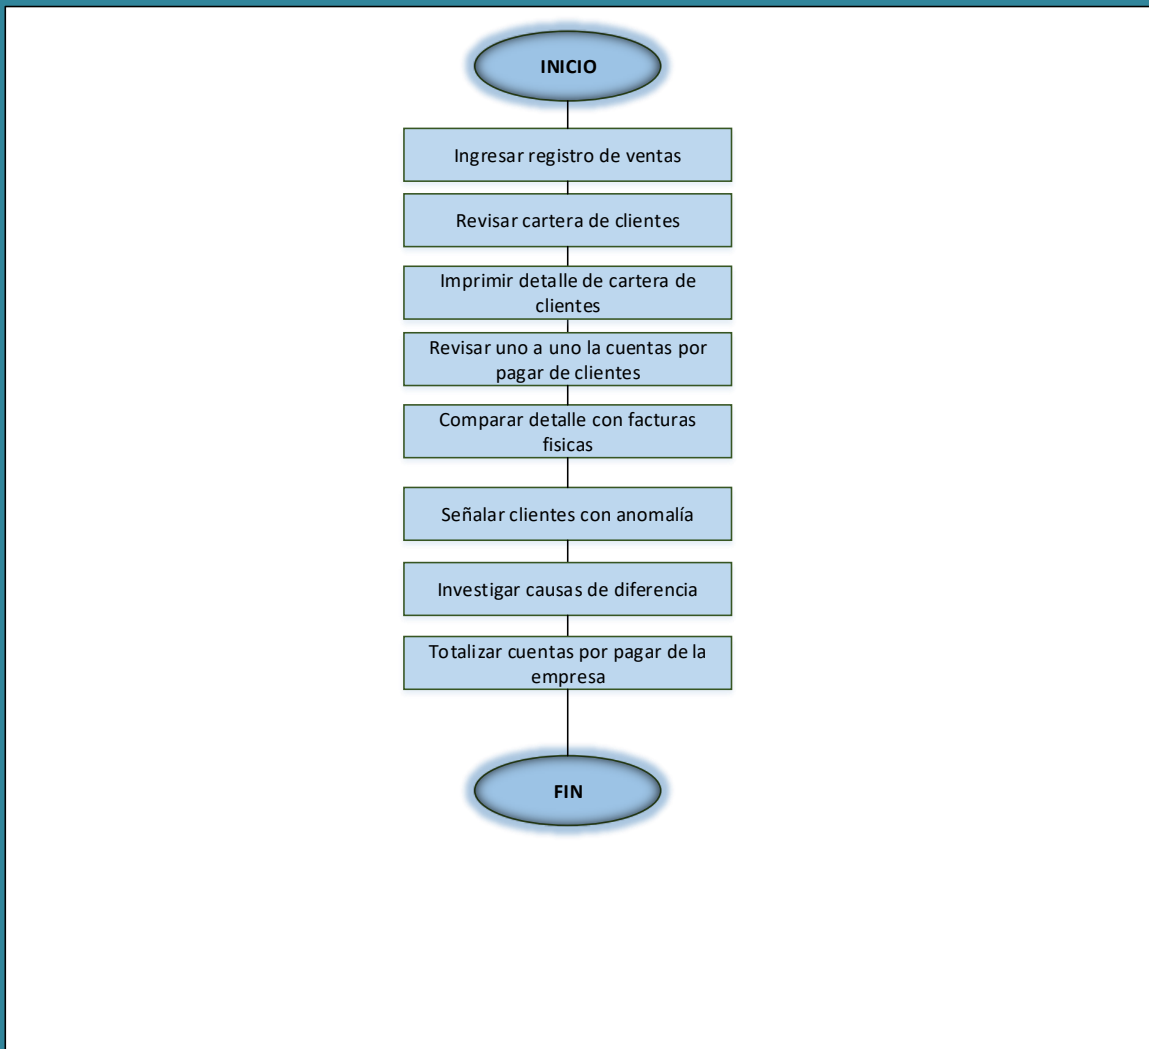 INICIO
Ingresar registro de ventas
Revisar cartera de clientes
Imprimir detalle de cartera de
clientes
Revisar uno a uno la cuentas por
pagar de clientes
Comparar detalle con facturas
fisicas
Señalar clientes con anomalía
Investigar causas de diferencia
Totalizar cuentas por pagar de la
empresa
FIN